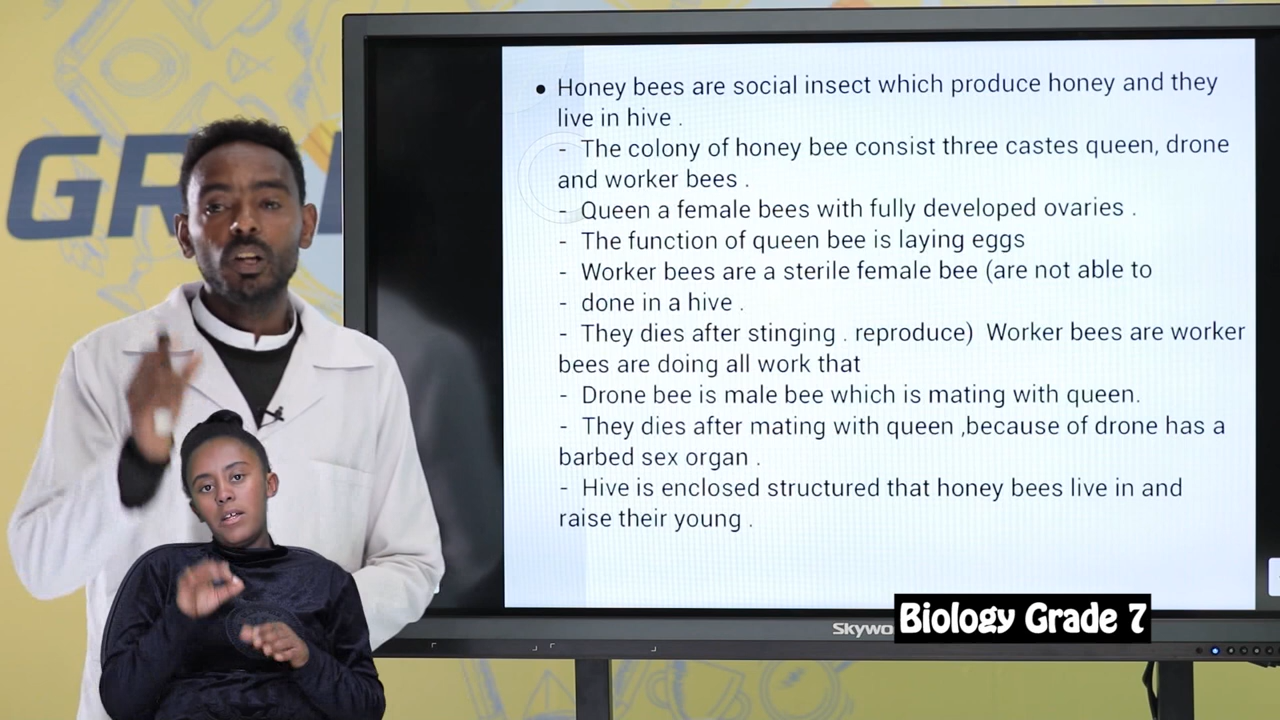 GR
• Honey bees are social insect which produce honey and they
live in hive .
- The colony of honey bee consist three castes queen, drone
and worker bees .
- Queen a female bees with fully developed ovaries .
- The function of queen bee is laying eggs
- Worker bees are a sterile female bee (are not able to
- done in a hive .
- They dies after stinging . reproduce) Worker bees are worker
bees are doing all work that
- Drone bee is male bee which is mating with queen.
- They dies after mating with queen ,because of drone has a
barbed sex organ .
- Hive is enclosed structured that honey bees live in and
raise their young .
Skywo
Biology Grade 7